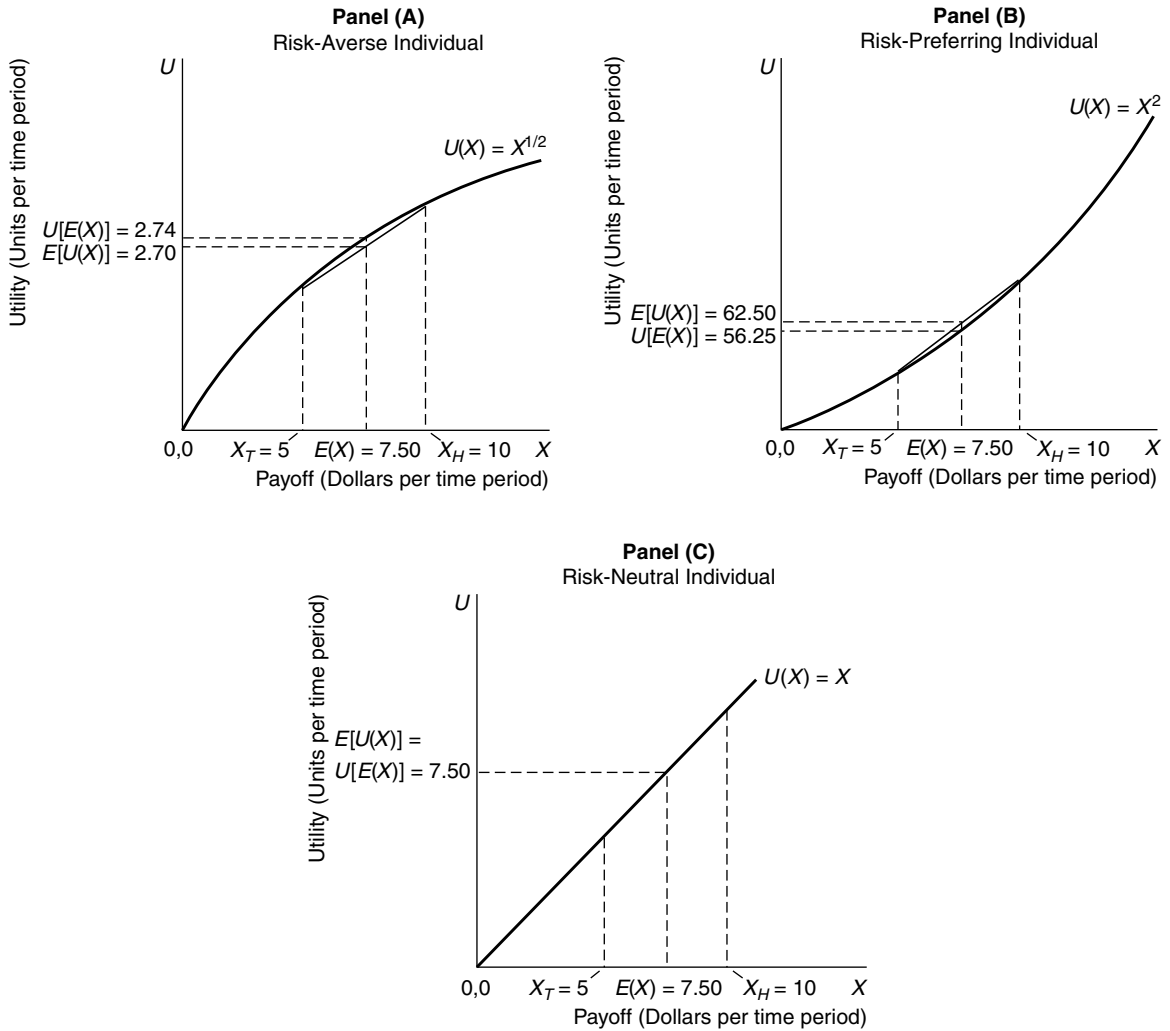 Panel (A)
Risk-Averse Individual
Utility (Units per time period)
U
U(X) = X^{1/2}
U[E(X)] = 2.74
E[U(X)] = 2.70
0,0
X_T = 5
E(X) = 7.50
X_H = 10
X
Payoff (Dollars per time period)
Panel (B)
Risk-Preferring Individual
Utility (Units per time period)
U
U(X) = X^2
E[U(X)] = 62.50
U[E(X)] = 56.25
0,0
X_T = 5
E(X) = 7.50
X_H = 10
X
Payoff (Dollars per time period)
Panel (C)
Risk-Neutral Individual
Utility (Units per time period)
U
U(X) = X
E[U(X)] =
U[E(X)] = 7.50
0,0
X_T = 5
E(X) = 7.50
X_H = 10
X
Payoff (Dollars per time period)